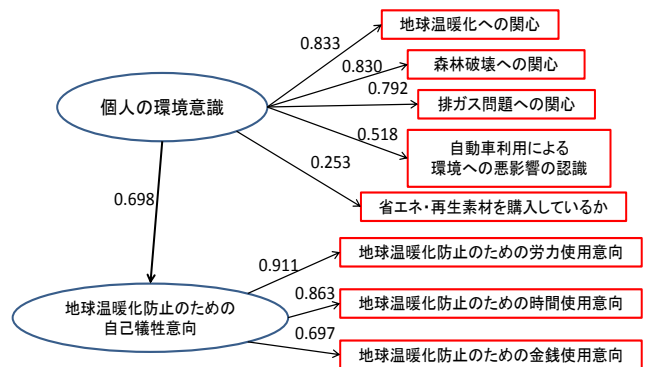 地球温暖化への関心
0.833
森林破壊への関心
0.830
0.792
排ガス問題への関心
個人の環境意識
0.518
自動車利用による
環境への悪影響の認識
0.253
省エネ・再生素材を購入しているか
0.698
地球温暖化防止のための労力使用意向
0.911
地球温暖化防止のための
自己犠牲意向
0.863
地球温暖化防止のための時間使用意向
0.697
地球温暖化防止のための金銭使用意向